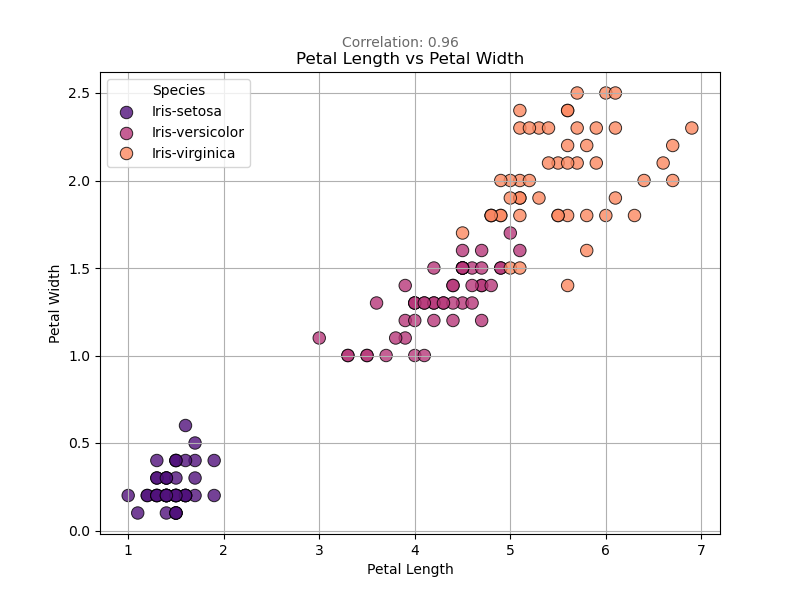 Correlation: 0.96
Petal Length vs Petal Width
Species
Iris-setosa
Iris-versicolor
Iris-virginica
Petal Width
2.5
2.0
1.5
1.0
0.5
0.0
1 2 3 4 5 6 7
Petal Length